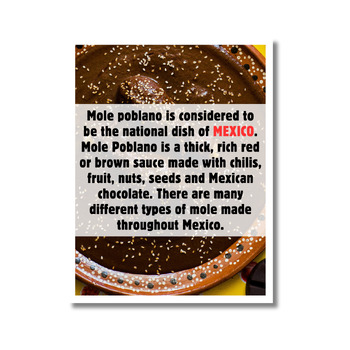 Mole poblano is considered to
be the national dish of MEXICO.
Mole Poblano is a thick, rich red
or brown sauce made with chilis,
fruit, nuts, seeds and Mexican
chocolate. There are many
different types of mole made
throughout Mexico.